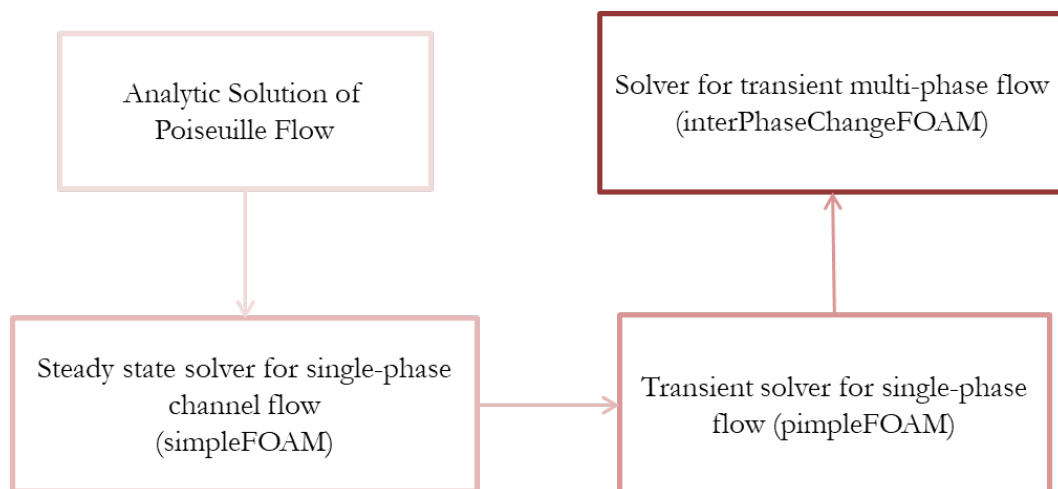 Analytic Solution of
Poiseuille Flow
Steady state solver for single-phase
channel flow
(simpleFOAM)
Transient solver for single-phase
flow (pimpleFOAM)
Solver for transient multi-phase flow
(interPhaseChangeFOAM)